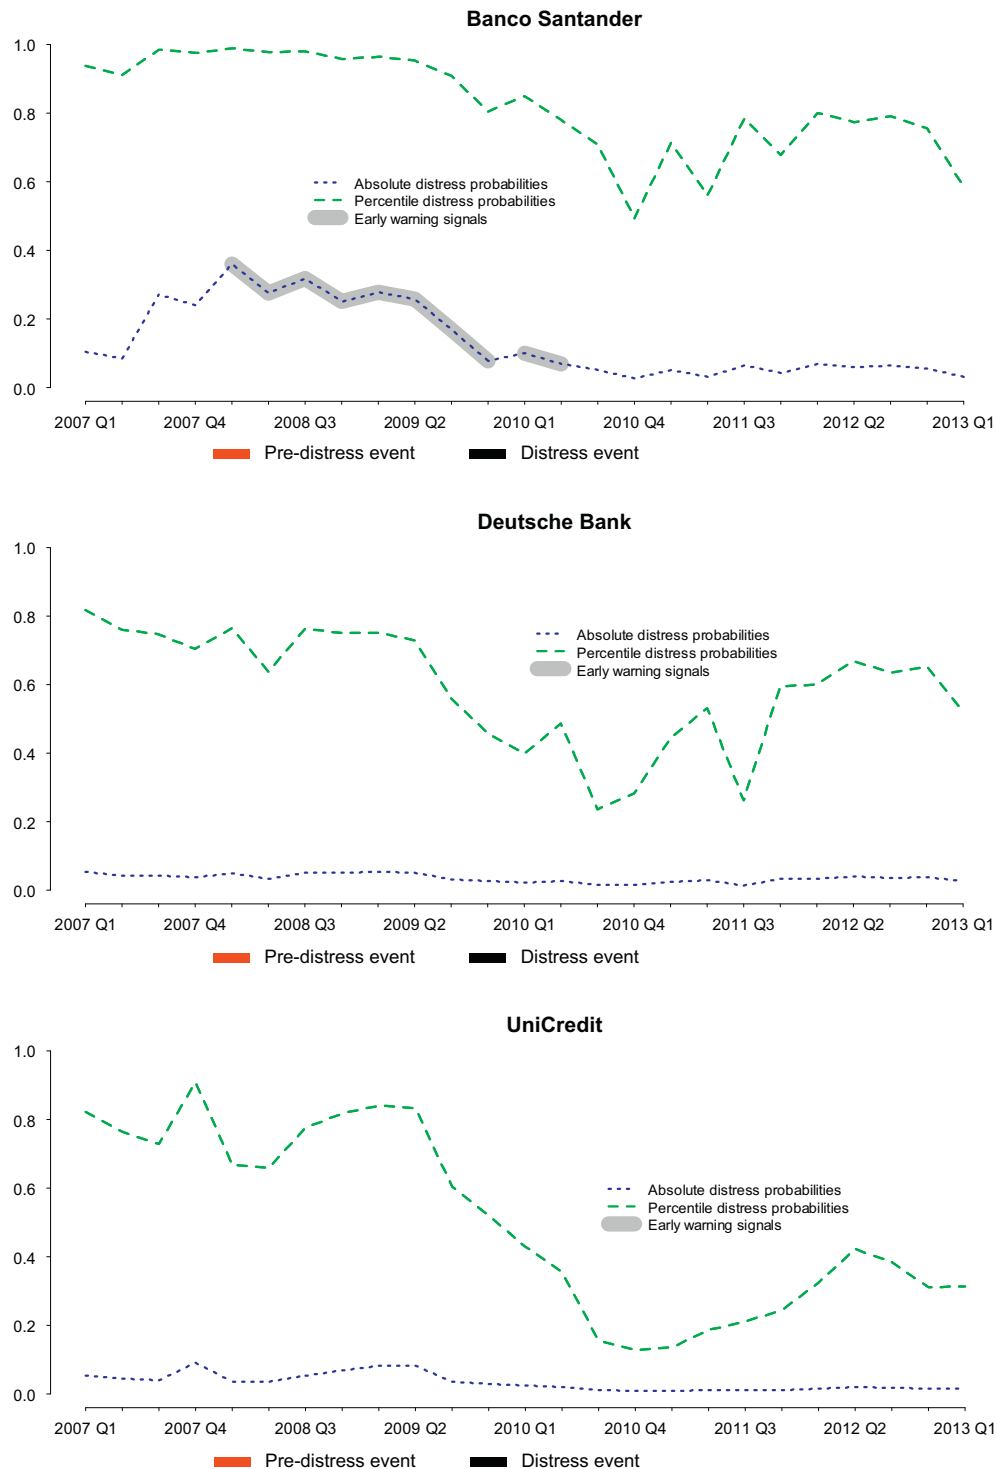 Banco Santander
1.0
0.8
0.6
0.4
0.2
0.0
Absolute distress probabilities
Percentile distress probabilities
Early warning signals
2007 Q1 2007 Q4 2008 Q3 2009 Q2 2010 Q1 2010 Q4 2011 Q3 2012 Q2 2013 Q1
Pre-distress event Distress event
Deutsche Bank
1.0
0.8
0.6
0.4
0.2
0.0
Absolute distress probabilities
Percentile distress probabilities
Early warning signals
2007 Q1 2007 Q4 2008 Q3 2009 Q2 2010 Q1 2010 Q4 2011 Q3 2012 Q2 2013 Q1
Pre-distress event Distress event
UniCredit
1.0
0.8
0.6
0.4
0.2
0.0
Absolute distress probabilities
Percentile distress probabilities
Early warning signals
2007 Q1 2007 Q4 2008 Q3 2009 Q2 2010 Q1 2010 Q4 2011 Q3 2012 Q2 2013 Q1
Pre-distress event Distress event